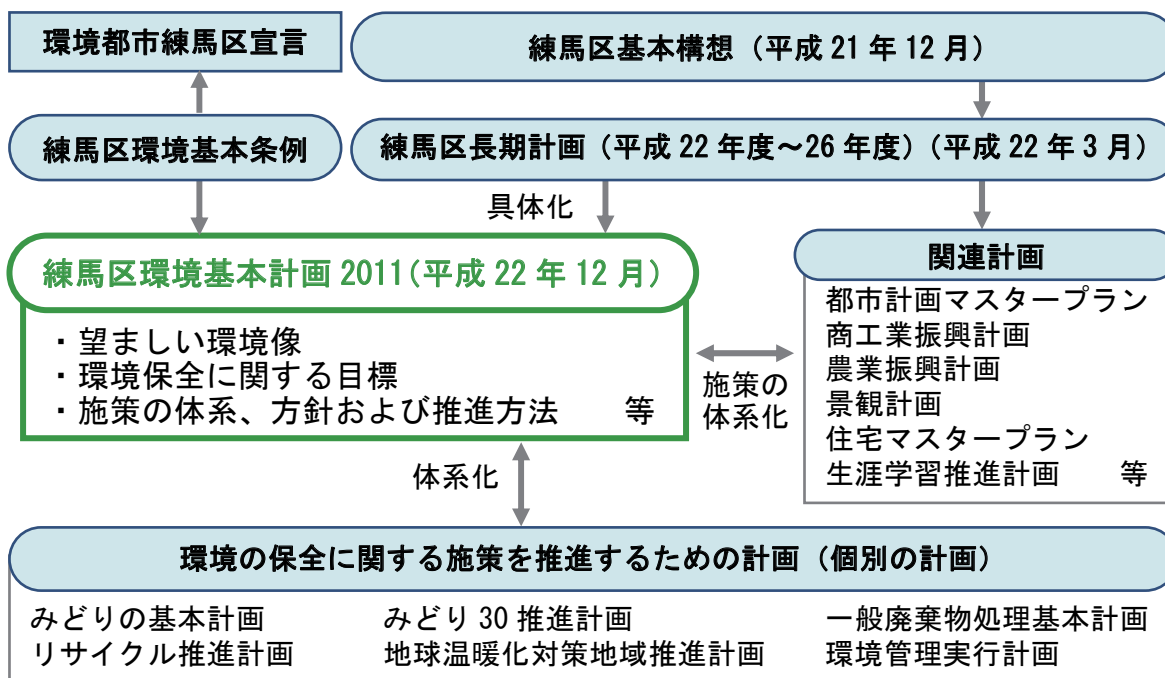 環境都市練馬区宣言
練馬区基本構想（平成 21 年 12 月）
練馬区環境基本条例
練馬区長期計画（平成 22 年度～26 年度）（平成 22 年 3 月）
具体化
練馬区環境基本計画 2011（平成 22 年 12 月）
・望ましい環境像
・環境保全に関する目標
・施策の体系、方針および推進方法　　等
施策の
体系化
関連計画
都市計画マスタープラン
商工業振興計画
農業振興計画
景観計画
住宅マスタープラン
生涯学習推進計画　　等
体系化
環境の保全に関する施策を推進するための計画（個別の計画）
みどりの基本計画　　みどり 30 推進計画　　一般廃棄物処理基本計画
リサイクル推進計画　　地球温暖化対策地域推進計画　　環境管理実行計画